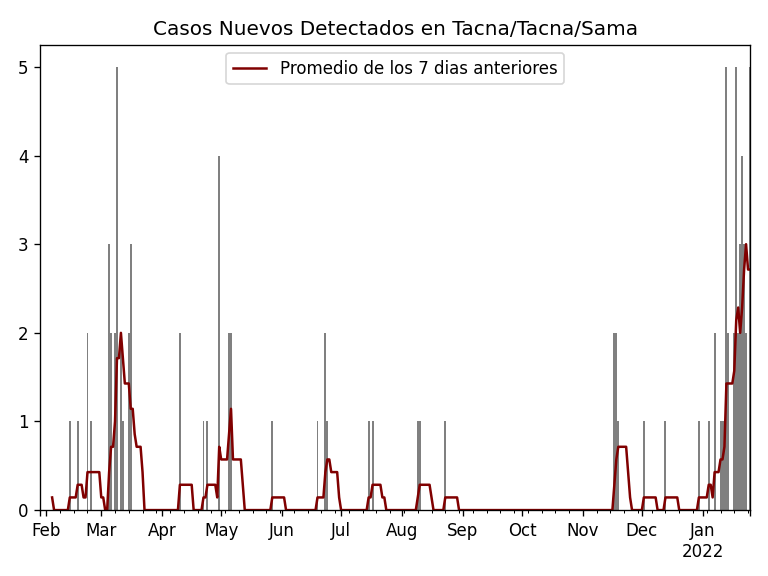 Casos Nuevos Detectados en Tacna/Tacna/Sama
Promedio de los 7 dias anteriores
5
4
3
2
1
0
Feb Mar Apr May Jun Jul Aug Sep Oct Nov Dec Jan
2022